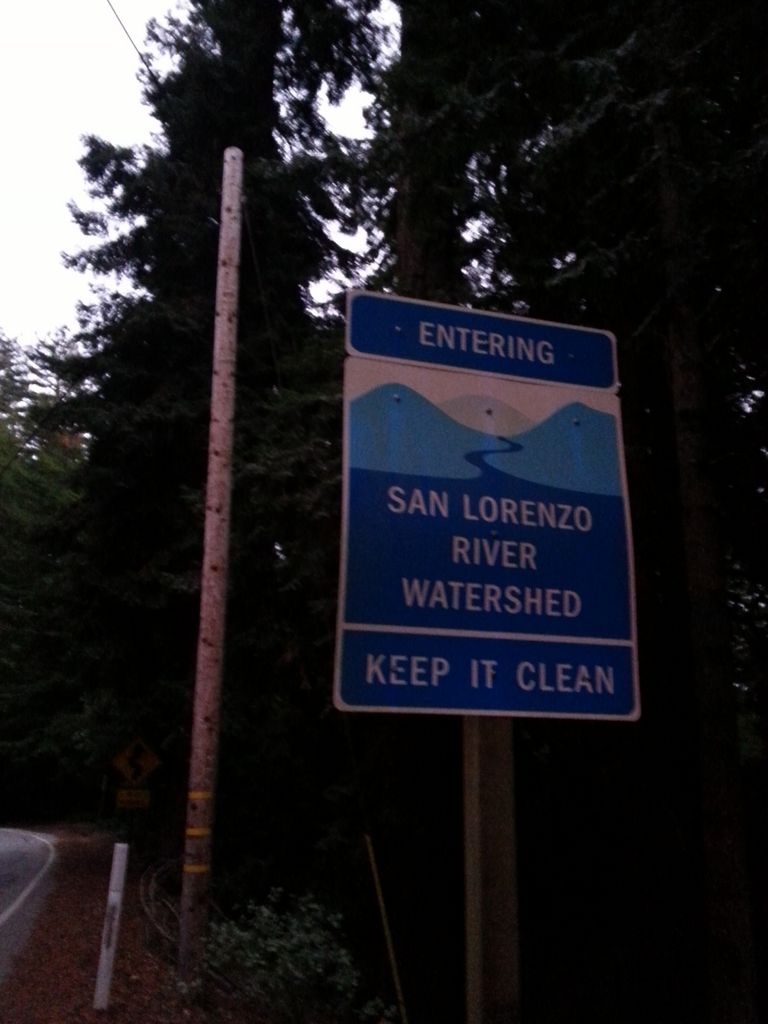 ENTERING
SAN LORENZO
RIVER
WATERSHED
KEEP IT CLEAN